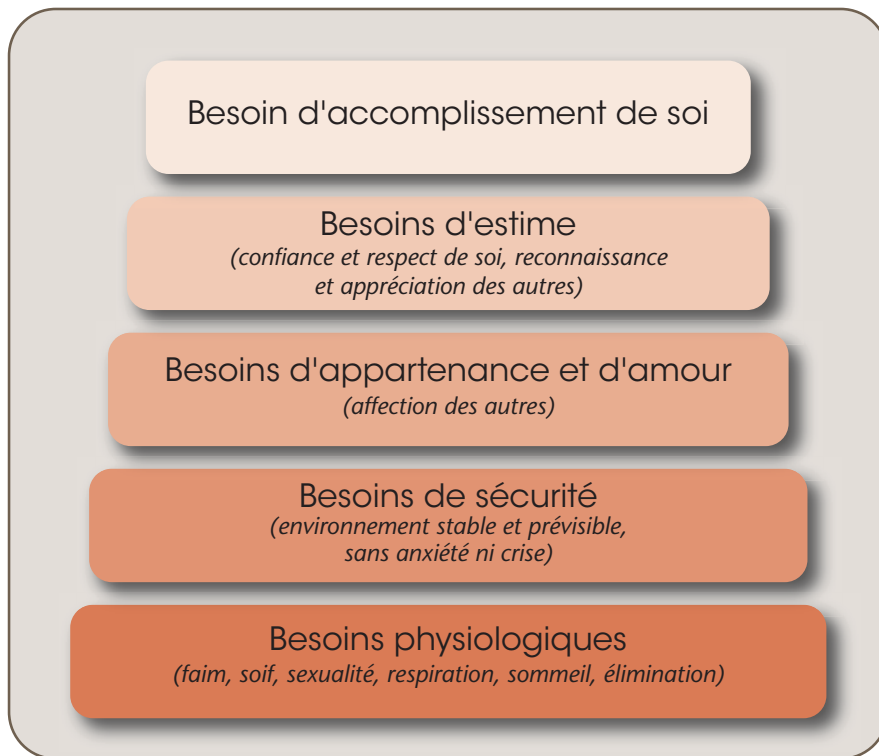 Besoin d'accomplissement de soi
Besoins d'estime
(confiance et respect de soi, reconnaissance
et appréciation des autres)
Besoins d'appartenance et d'amour
(affection des autres)
Besoins de sécurité
(environnement stable et prévisible,
sans anxiété ni crise)
Besoins physiologiques
(faim, soif, sexualité, respiration, sommeil, élimination)